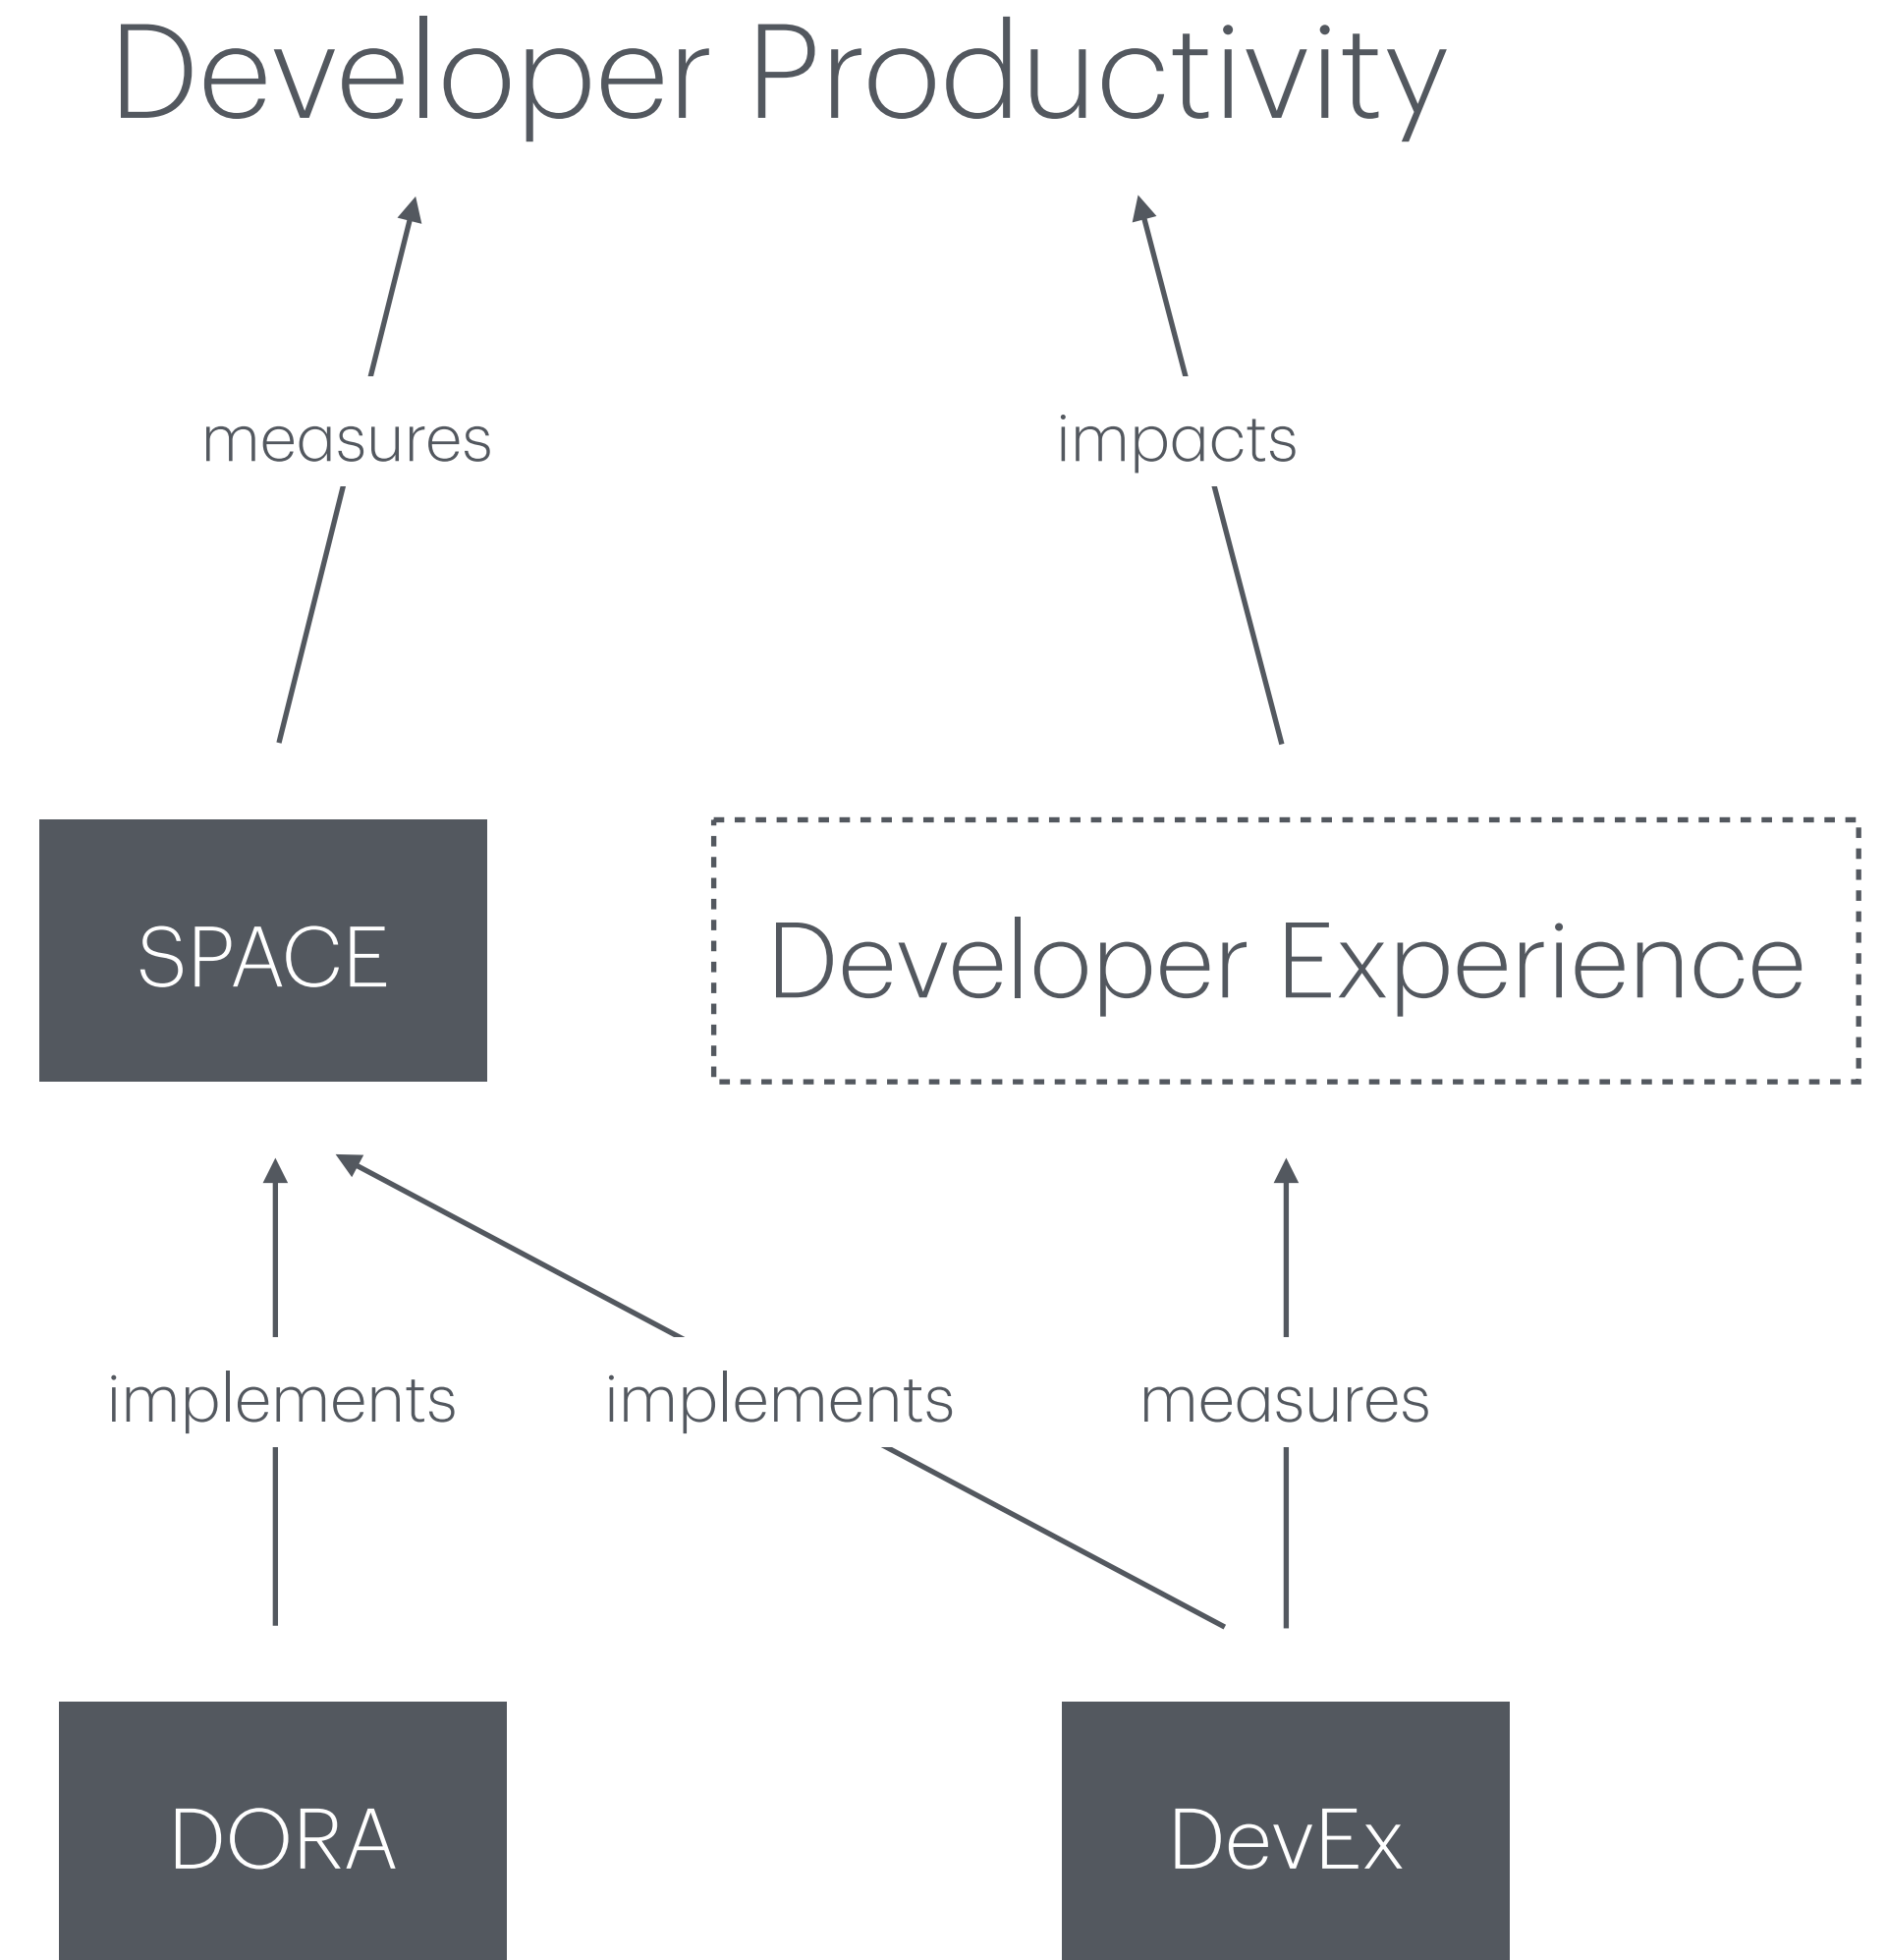 Developer Productivity
measures
impacts
SPACE
Developer Experience
implements
implements
measures
DORA
DevEx